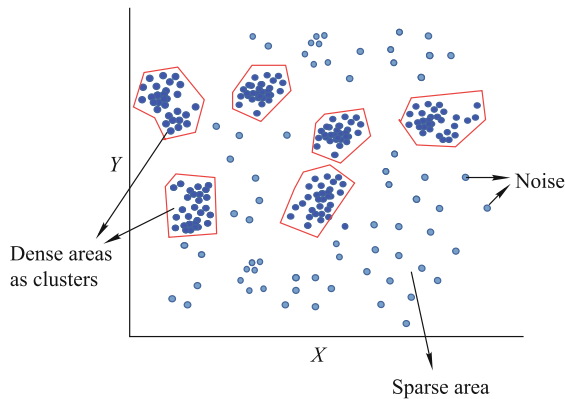 Y
Noise
Dense areas
as clusters
X
Sparse area